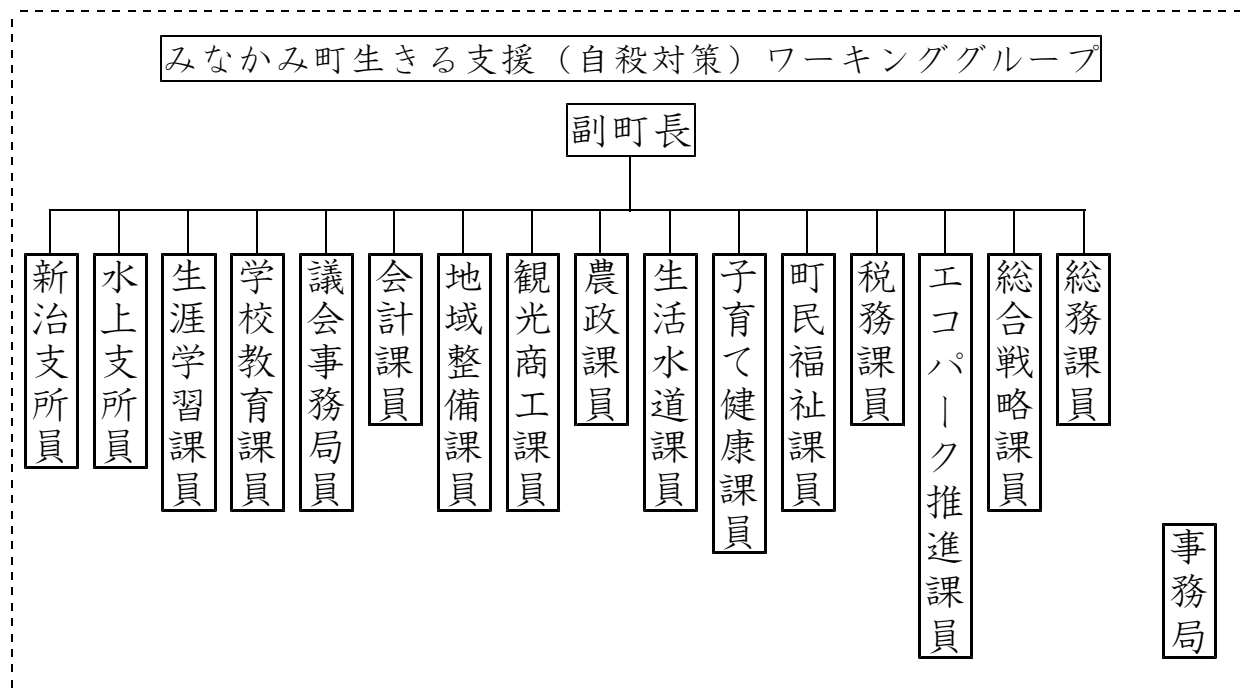 みなかみ町生きる支援（自殺対策）ワーキンググループ
副町長
総務課員
総合戦略課員
エコパーク推進課員
税務課員
町民福祉課員
子育て健康課員
生活水道課員
農政課員
観光商工課員
地域整備課員
会計課員
議会事務局員
学校教育課員
生涯学習課員
水上支所員
新治支所員
事務局